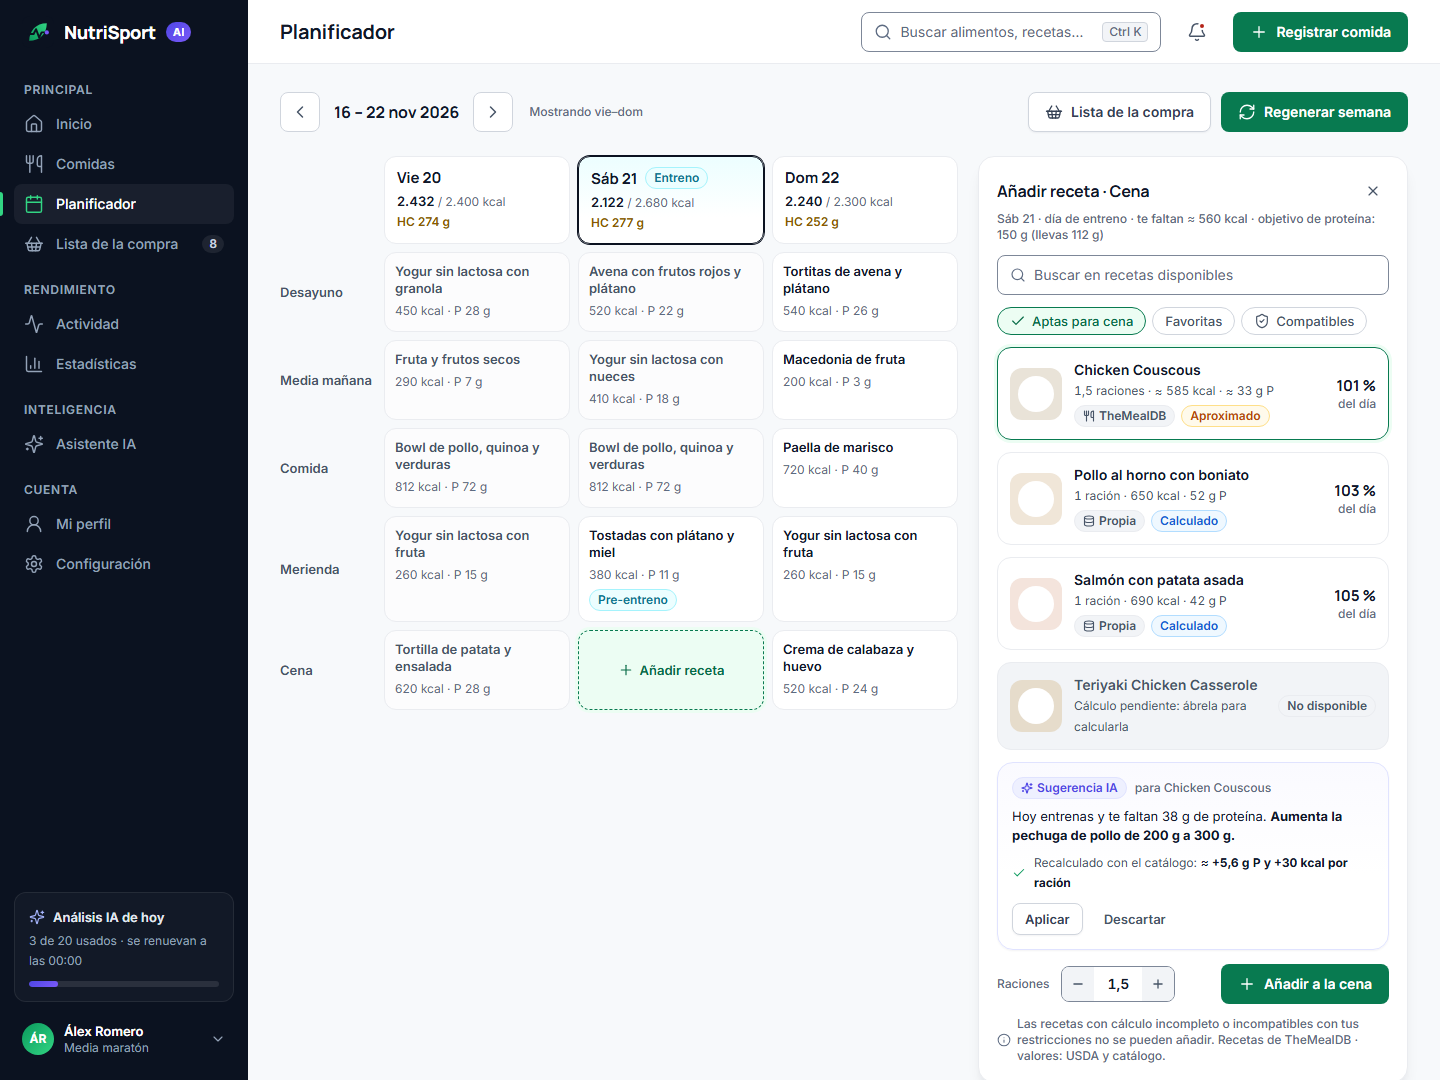 NutriSport AI
PRINCIPAL
Inicio
Comidas
Planificador
Lista de la compra 8
RENDIMIENTO
Actividad
Estadísticas
INTELIGENCIA
Asistente IA
CUENTA
Mi perfil
Configuración
Análisis IA de hoy
3 de 20 usados · se renuevan a
las 00:00
ÁR
Álex Romero
Media maratón
Planificador
Buscar alimentos, recetas... Ctrl K
Registrar comida
16 – 22 nov 2026
Mostrando vie–dom
Lista de la compra
Regenerar semana
Vie 20
2.432 / 2.400 kcal
HC 274 g
Sáb 21 Entreno
2.122 / 2.680 kcal
HC 277 g
Dom 22
2.240 / 2.300 kcal
HC 252 g
Desayuno
Yogur sin lactosa con
granola
450 kcal · P 28 g
Avena con frutos rojos y
plátano
520 kcal · P 22 g
Tortitas de avena y
plátano
540 kcal · P 26 g
Media mañana
Fruta y frutos secos
290 kcal · P 7 g
Yogur sin lactosa con
nueces
410 kcal · P 18 g
Macedonia de fruta
200 kcal · P 3 g
Comida
Bowl de pollo, quinoa y
verduras
812 kcal · P 72 g
Bowl de pollo, quinoa y
verduras
812 kcal · P 72 g
Paella de marisco
720 kcal · P 40 g
Merienda
Yogur sin lactosa con
fruta
260 kcal · P 15 g
Tostadas con plátano y
miel
380 kcal · P 11 g
Pre-entreno
Yogur sin lactosa con
fruta
260 kcal · P 15 g
Cena
Tortilla de patata y
ensalada
620 kcal · P 28 g
Añadir receta
Crema de calabaza y
huevo
520 kcal · P 24 g
Añadir receta · Cena
Sáb 21 · día de entreno · te faltan ≈ 560 kcal · objetivo de proteína:
150 g (llevas 112 g)
Buscar en recetas disponibles
Aptas para cena
Favoritas
Compatibles
Chicken Couscous
1,5 raciones · ≈ 585 kcal · ≈ 33 g P
TheMealDB
Aproximado
101 %
del día
Pollo al horno con boniato
1 ración · 650 kcal · 52 g P
Propia
Calculado
103 %
del día
Salmón con patata asada
1 ración · 690 kcal · 42 g P
Propia
Calculado
105 %
del día
Teriyaki Chicken Casserole
Cálculo pendiente: ábrela para
calcularla
No disponible
Sugerencia IA para Chicken Couscous
Hoy entrenas y te faltan 38 g de proteína. Aumenta la
pechuga de pollo de 200 g a 300 g.
Recalculado con el catálogo: ≈ +5,6 g P y +30 kcal por
ración
Aplicar
Descartar
Raciones − 1,5 +
Añadir a la cena
Las recetas con cálculo incompleto o incompatibles con tus
restricciones no se pueden añadir. Recetas de TheMealDB ·
valores: USDA y catálogo.